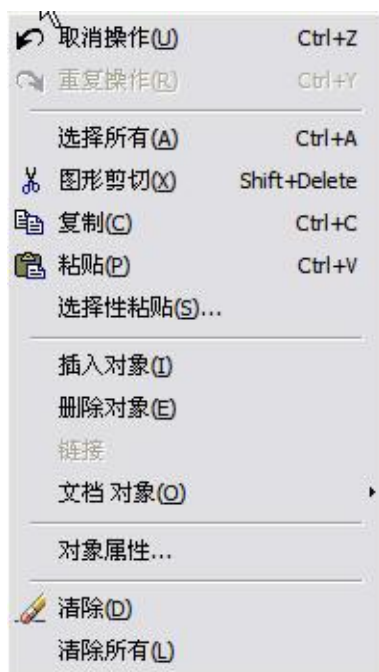 取消操作(U) Ctrl+Z
重复操作(R) Ctrl+Y
选择所有(A) Ctrl+A
图形剪切(X) Shift+Delete
复制(C) Ctrl+C
粘贴(P) Ctrl+V
选择性粘贴(S)...
插入对象(I)
删除对象(E)
链接
文档 对象(O)
对象属性...
清除(D)
清除所有(L)